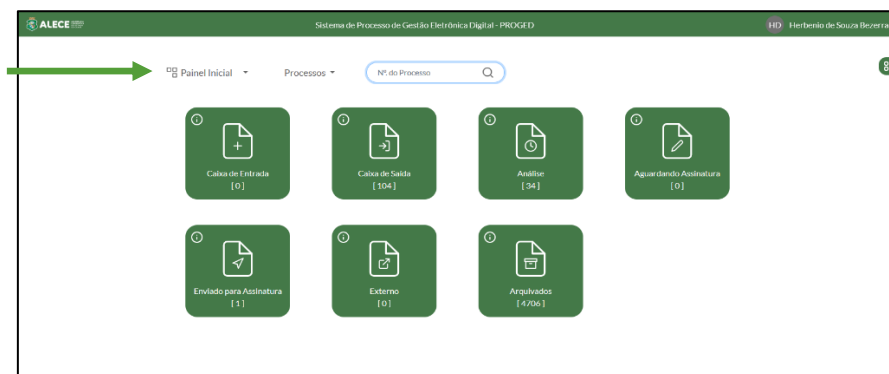 ALECE
Sistema de Processo de Gestão Eletrônica Digital - PROGED
HD Herbenio de Souza Bezerra
Painel Inicial
Processos
Nº. do Processo
Caixa de Entrada
[ 0 ]
Caixa de Saída
[ 104 ]
Análise
[ 34 ]
Aguardando Assinatura
[ 0 ]
Enviado para Assinatura
[ 1 ]
Externo
[ 0 ]
Arquivados
[ 4706 ]